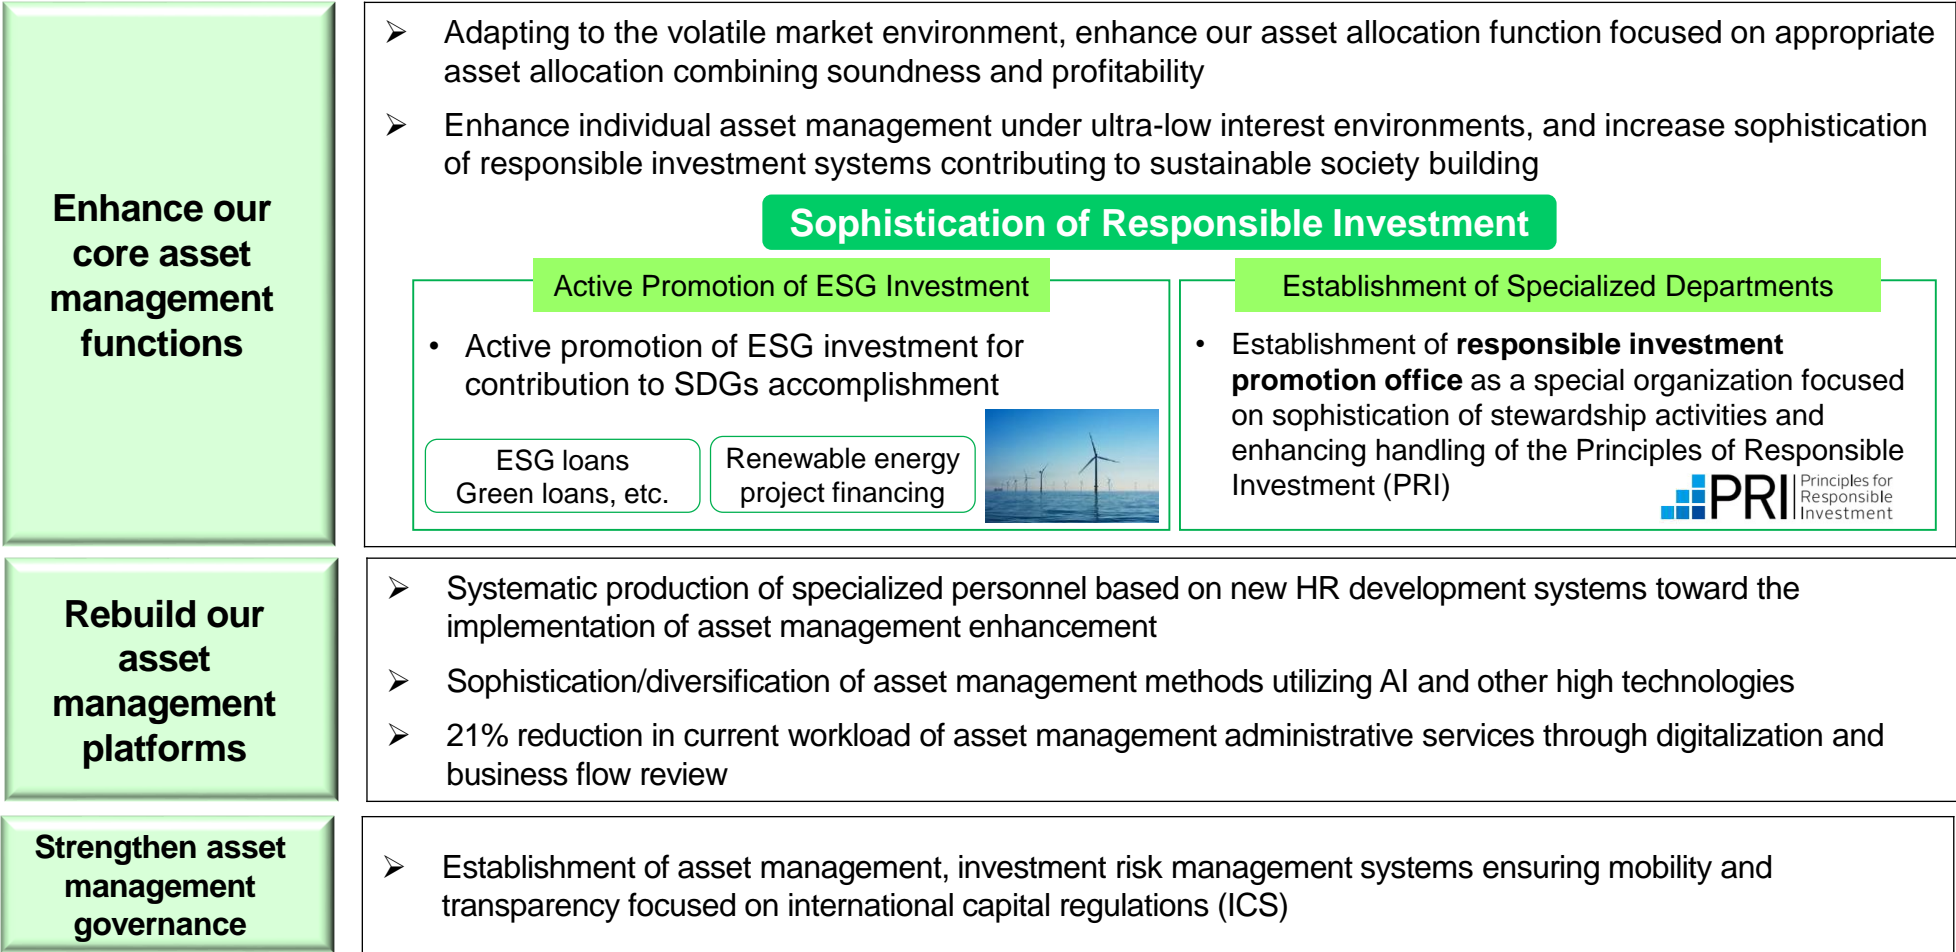 Enhance our
core asset
management
functions
➢ Adapting to the volatile market environment, enhance our asset allocation function focused on appropriate
asset allocation combining soundness and profitability
➢ Enhance individual asset management under ultra-low interest environments, and increase sophistication
of responsible investment systems contributing to sustainable society building
Sophistication of Responsible Investment
Active Promotion of ESG Investment
• Active promotion of ESG investment for
contribution to SDGs accomplishment
ESG loans
Green loans, etc.
Renewable energy
project financing
Establishment of Specialized Departments
• Establishment of responsible investment
promotion office as a special organization focused
on sophistication of stewardship activities and
enhancing handling of the Principles of Responsible
Investment (PRI)
PRI
Principles for
Responsible
Investment
Rebuild our
asset
management
platforms
➢ Systematic production of specialized personnel based on new HR development systems toward the
implementation of asset management enhancement
➢ Sophistication/diversification of asset management methods utilizing AI and other high technologies
➢ 21% reduction in current workload of asset management administrative services through digitalization and
business flow review
Strengthen asset
management
governance
➢ Establishment of asset management, investment risk management systems ensuring mobility and
transparency focused on international capital regulations (ICS)